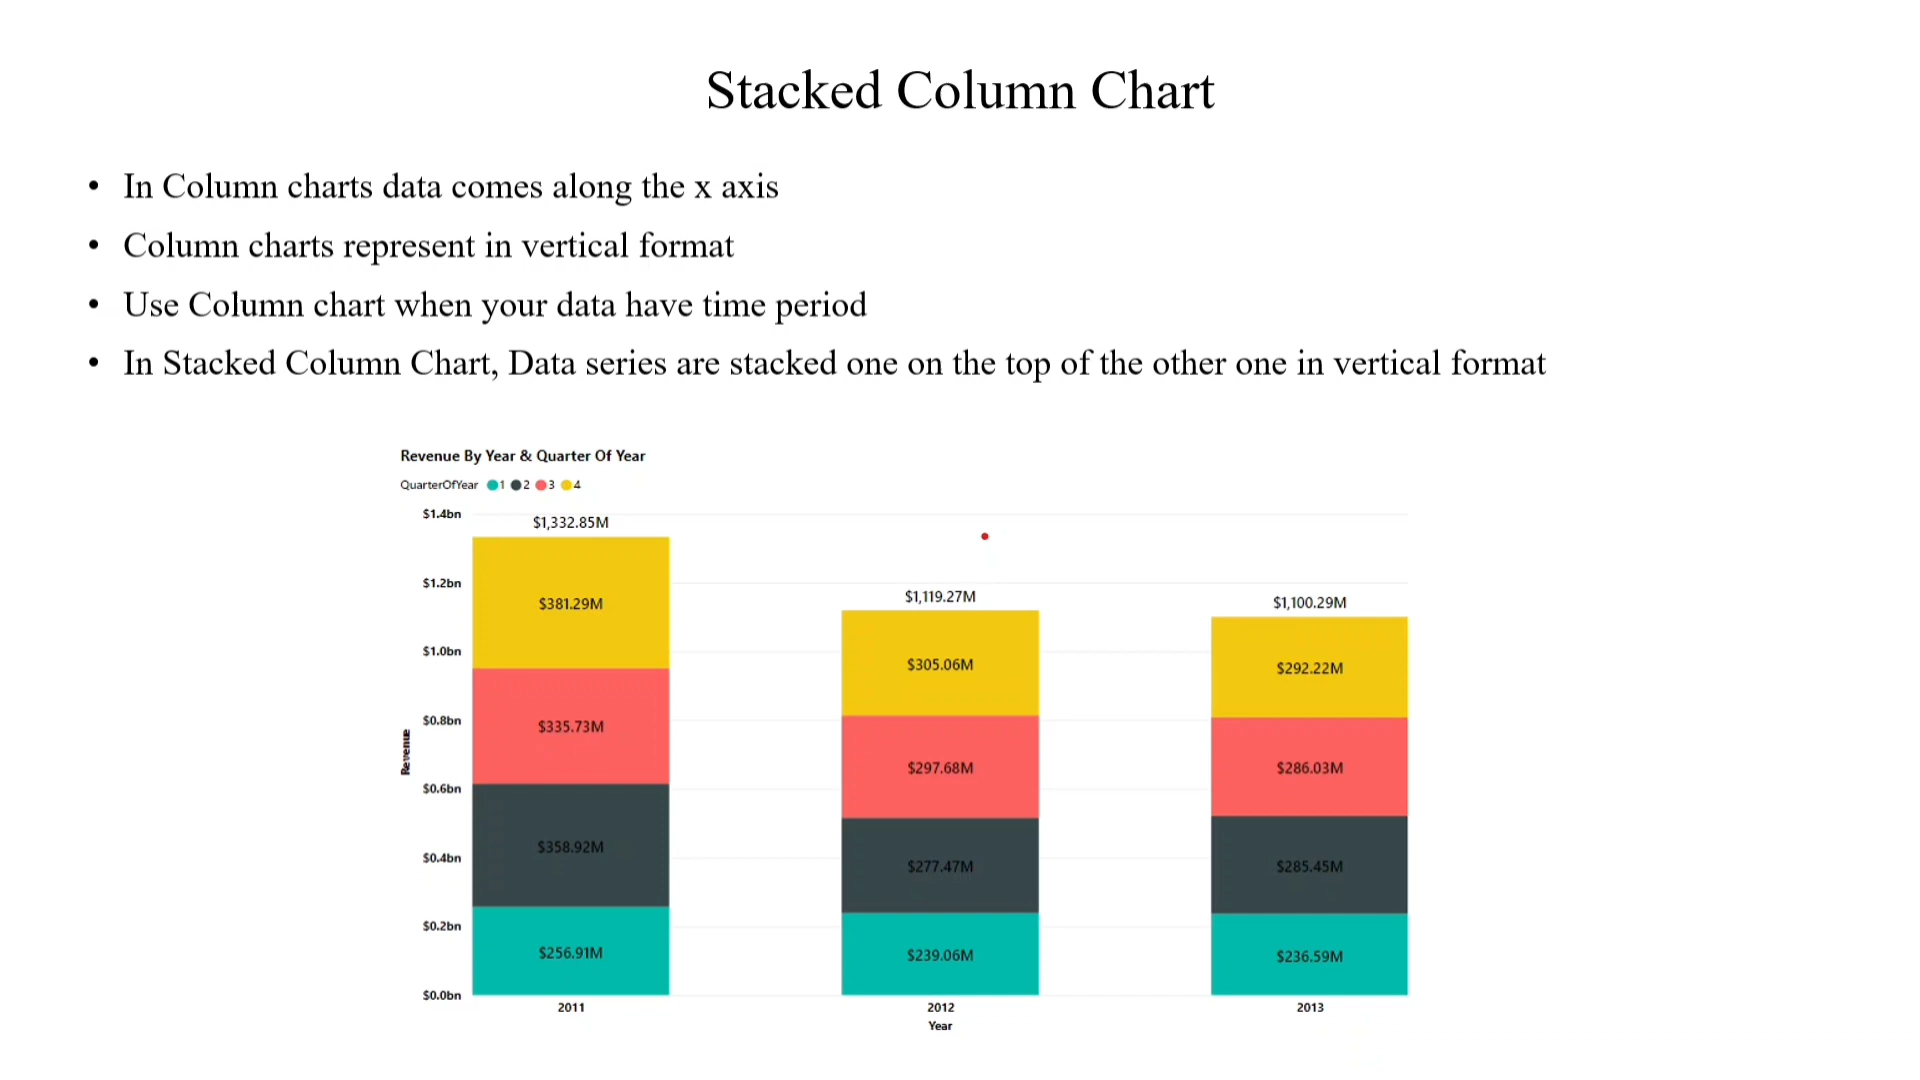 Stacked Column Chart
• In Column charts data comes along the x axis
• Column charts represent in vertical format
• Use Column chart when your data have time period
• In Stacked Column Chart, Data series are stacked one on the top of the other one in vertical format
Revenue By Year & Quarter Of Year
QuarterOfYear 1 2 3 4
$1.4bn
$1,332.85M
$1.2bn
$1,119.27M
$1,100.29M
$381.29M
$305.06M
$292.22M
$1.0bn
$0.8bn
$335.73M
$297.68M
$286.03M
Revenue
$0.6bn
$358.92M
$277.47M
$285.45M
$0.4bn
$0.2bn
$256.91M
$239.06M
$236.59M
$0.0bn
2011 2012 2013
Year